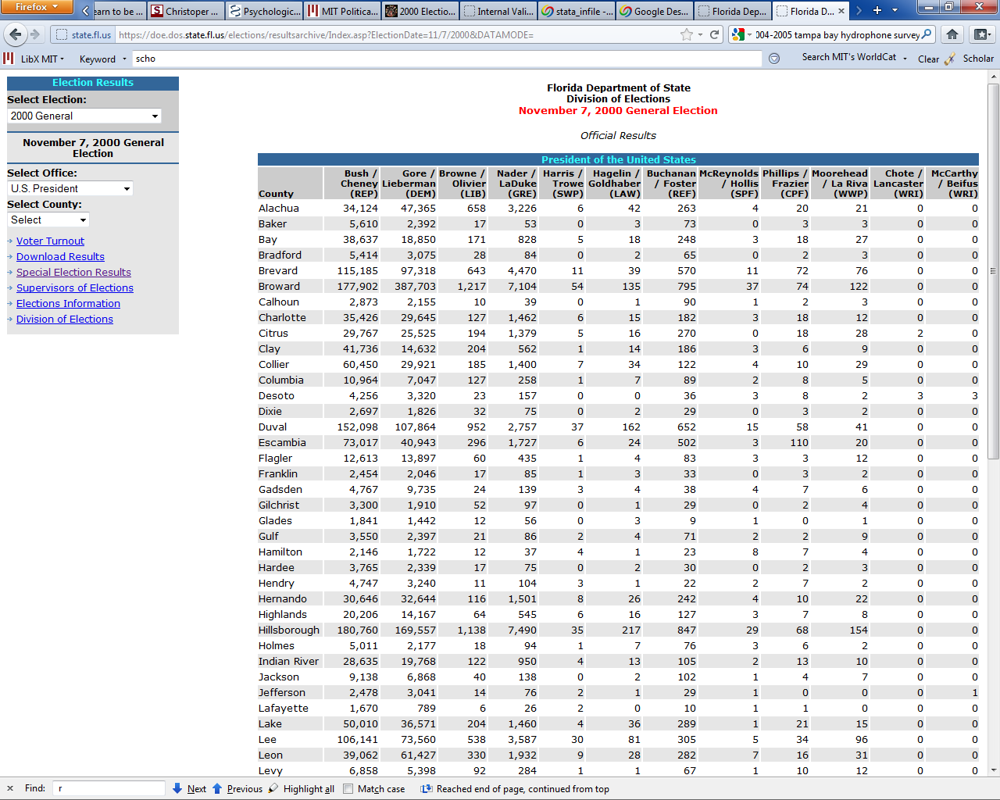 Firefox
earn to be ...
Christoper ...
Psychologic...
MIT Politica...
2000 Electio...
Internal Vali...
stata_infile -...
Google Des...
Florida Dep...
Florida D...
state.fl.us
https://doe.dos.state.fl.us/elections/resultsarchive/Index.asp?ElectionDate=11/7/2000&DATAMODE=
004-2005 tampa bay hydrophone survey
LibX MIT Keyword scho Search MIT's WorldCat Clear Scholar
Election Results
Select Election:
2000 General
November 7, 2000 General
Election
Select Office:
U.S. President
Select County:
Select
Voter Turnout
Download Results
Special Election Results
Supervisors of Elections
Elections Information
Division of Elections
Florida Department of State
Division of Elections
November 7, 2000 General Election
Official Results
President of the United States
Bush / Gore / Browne / Nader / Harris / Hagelin / Buchanan McReynolds Phillips / Moorehead Chote / McCarthy
Cheney Lieberman Olivier LaDuke Trowe Goldhaber / Foster / Hollis Frazier / La Riva Lancaster / Beifus
County (REP) (DEM) (LIB) (GRE) (SWP) (LAW) (REF) (SPF) (CPF) (WWP) (WRI) (WRI)
Alachua 34,124 47,365 658 3,226 6 42 263 4 20 21 0 0
Baker 5,610 2,392 17 53 0 3 73 0 3 3 0 0
Bay 38,637 18,850 171 828 5 18 248 3 18 27 0 0
Bradford 5,414 3,075 28 84 0 2 65 0 2 3 0 0
Brevard 115,185 97,318 643 4,470 11 39 570 11 72 76 0 0
Broward 177,902 387,703 1,217 7,104 54 135 795 37 74 122 0 0
Calhoun 2,873 2,155 10 39 0 1 90 1 2 3 0 0
Charlotte 35,426 29,645 127 1,462 6 15 182 3 18 12 0 0
Citrus 29,767 25,525 194 1,379 5 16 270 0 18 28 2 0
Clay 41,736 14,632 204 562 1 14 186 3 6 9 0 0
Collier 60,450 29,921 185 1,400 7 34 122 4 10 29 0 0
Columbia 10,964 7,047 127 258 1 7 89 2 8 5 0 0
Desoto 4,256 3,320 23 157 0 0 36 3 8 2 3 3
Dixie 2,697 1,826 32 75 0 2 29 0 3 2 0 0
Duval 152,098 107,864 952 2,757 37 162 652 15 58 41 0 0
Escambia 73,017 40,943 296 1,727 6 24 502 3 110 20 0 0
Flagler 12,613 13,897 60 435 1 4 83 3 3 12 0 0
Franklin 2,454 2,046 17 85 1 3 33 0 3 2 0 0
Gadsden 4,767 9,735 24 139 3 4 38 4 7 6 0 0
Gilchrist 3,300 1,910 52 97 0 1 29 0 2 4 0 0
Glades 1,841 1,442 12 56 0 3 9 1 0 1 0 0
Gulf 3,550 2,397 21 86 2 4 71 2 2 9 0 0
Hamilton 2,146 1,722 12 37 4 1 23 8 7 4 0 0
Hardee 3,765 2,339 17 75 0 2 30 0 2 3 0 0
Hendry 4,747 3,240 11 104 3 1 22 2 7 2 0 0
Hernando 30,646 32,644 116 1,501 8 26 242 4 10 22 0 0
Highlands 20,206 14,167 64 545 6 16 127 3 7 8 0 0
Hillsborough 180,760 169,557 1,138 7,490 35 217 847 29 68 154 0 0
Holmes 5,011 2,177 18 94 1 7 76 3 6 2 0 0
Indian River 28,635 19,768 122 950 4 13 105 2 13 10 0 0
Jackson 9,138 6,868 40 138 0 2 102 1 4 7 0 0
Jefferson 2,478 3,041 14 76 2 1 29 1 0 0 0 1
Lafayette 1,670 789 6 26 2 0 10 1 1 0 0 0
Lake 50,010 36,571 204 1,460 4 36 289 1 21 15 0 0
Lee 106,141 73,560 538 3,587 30 81 305 5 34 96 0 0
Leon 39,062 61,427 330 1,932 9 28 282 7 16 31 0 0
Levy 6,858 5,398 92 284 1 1 67 1 10 12 0 0
Find: r Next Previous Highlight all Match case Reached end of page, continued from top